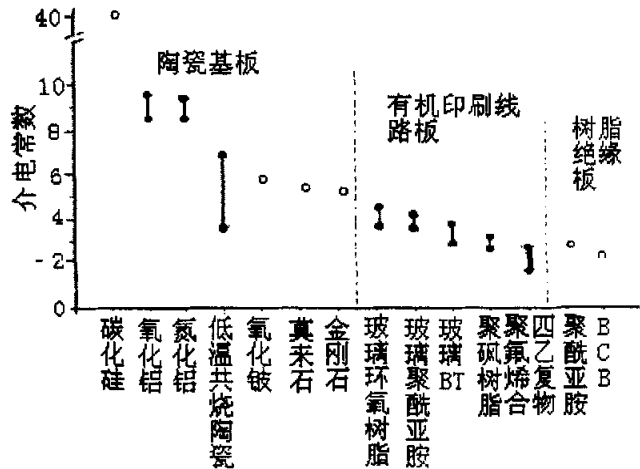 介电常数
40
10
8
6
4
2
0
陶瓷基板
有机印刷线
路板
树脂
绝缘
板
碳化硅
氧化铝
氮化铝
低温共烧陶瓷
氧化铍
莫来石
金刚石
玻璃环氧树脂
玻璃聚酰亚胺
玻璃BT
聚砜树脂
聚氟烯合
四乙复物
聚酰亚胺
BCB